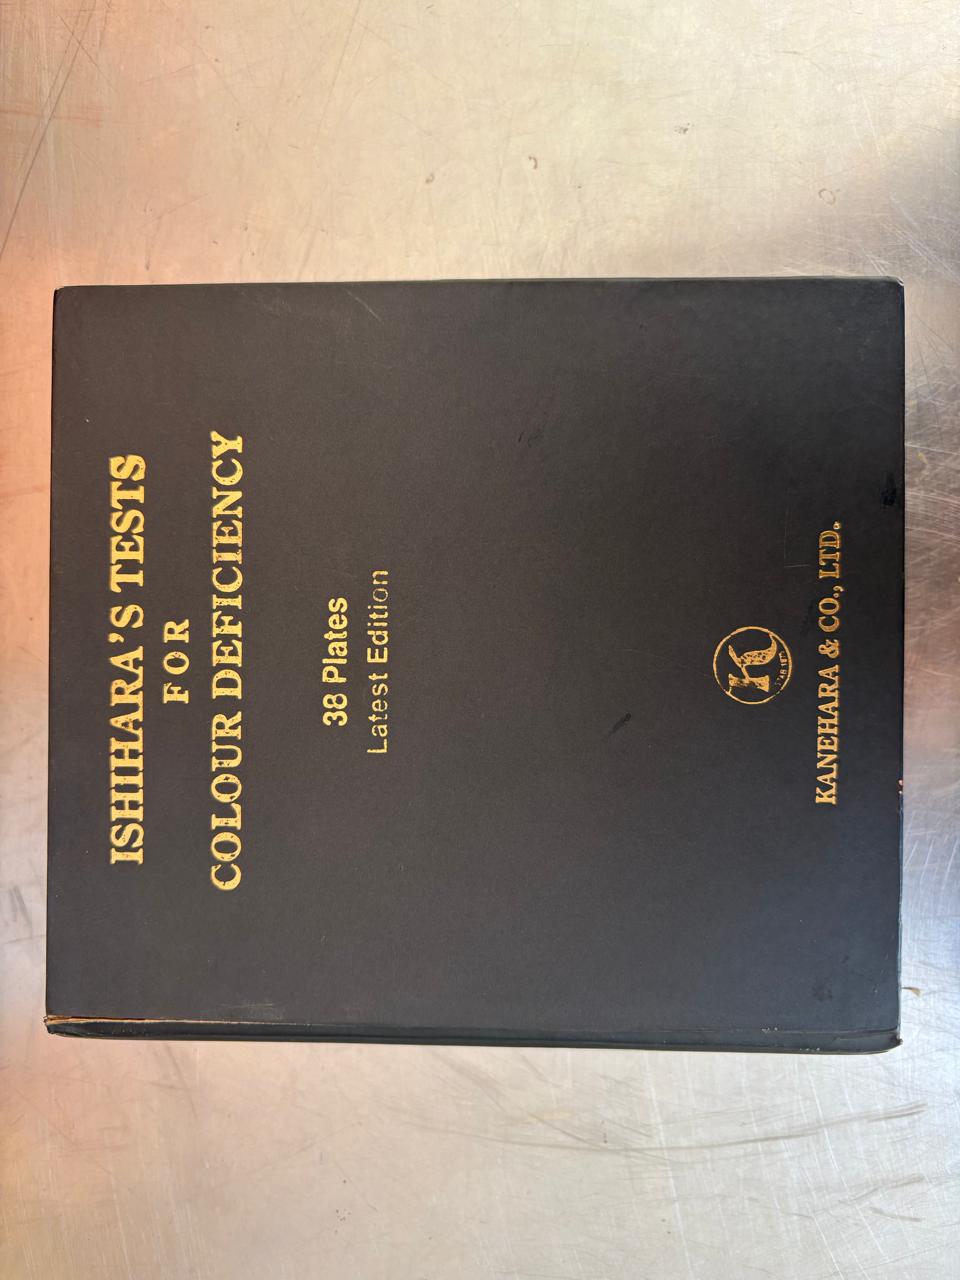 ISHIHARA'S TESTS
FOR
COLOUR DEFICIENCY
38 Plates
Latest Edition
K
KANEHARA & CO., LTD.